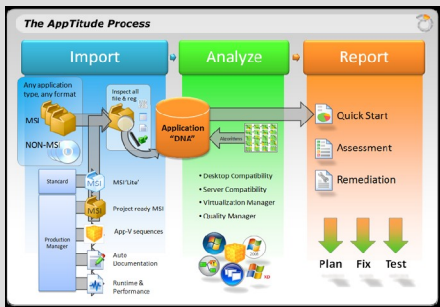 The AppTitude Process
Import
Analyze
Report
Any application
type, any format
MSI
NON-MSI
Inspect all
file & reg
Application
"DNA"
Algorithms
Quick Start
Assessment
Remediation
Standard
MSI 'Lite'
Production
Manager
Project-ready MSI
App-V sequences
Auto
Documentation
Runtime &
Performance
• Desktop Compatibility
• Server Compatibility
• Virtualization Manager
• Quality Manager
Plan
Fix
Test